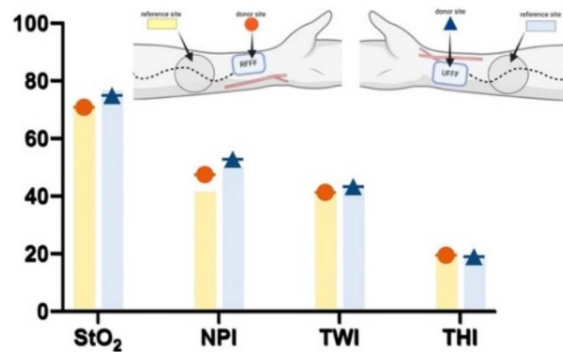 100
80
60
40
20
0
StO₂ NPI TWI THI
reference site donor site
RFFF
donor site reference site
UFFF